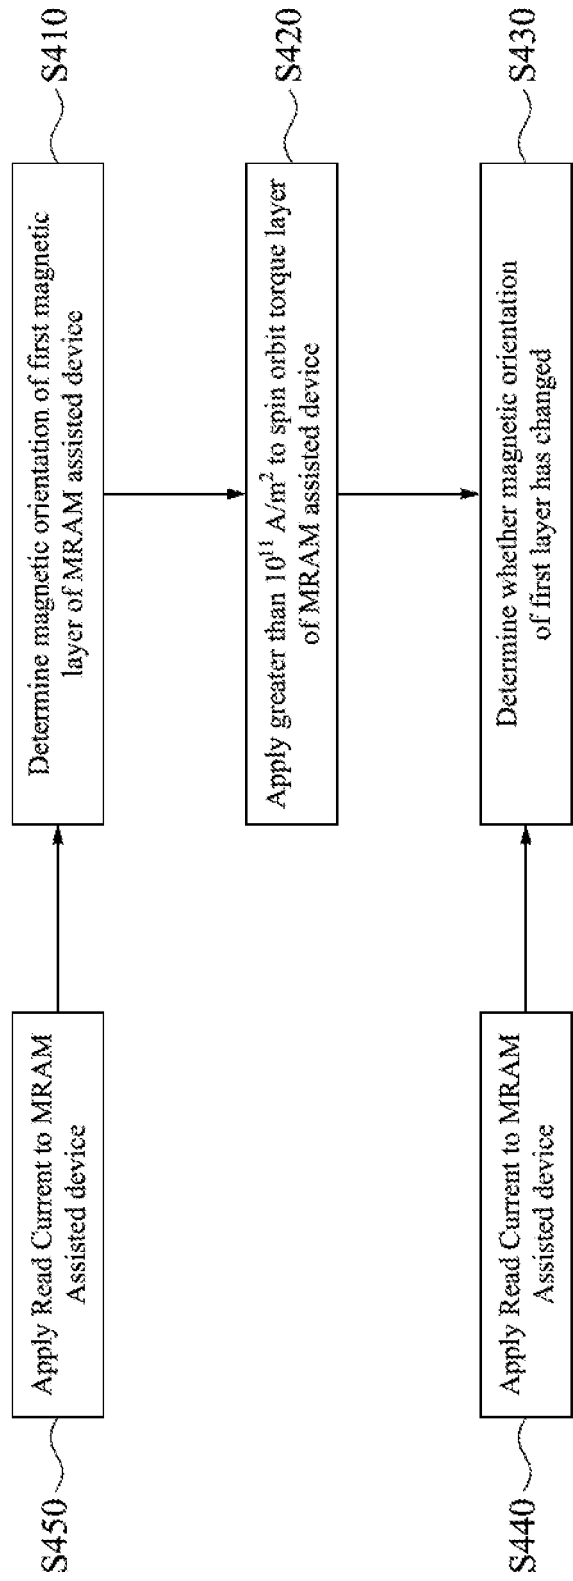 S450
Apply Read Current to MRAM
Assisted device
Determine magnetic orientation of first magnetic
layer of MRAM assisted device
S410
Apply greater than 10¹¹ A/m² to spin orbit torque layer
of MRAM assisted device
S420
S440
Apply Read Current to MRAM
Assisted device
Determine whether magnetic orientation
of first layer has changed
S430